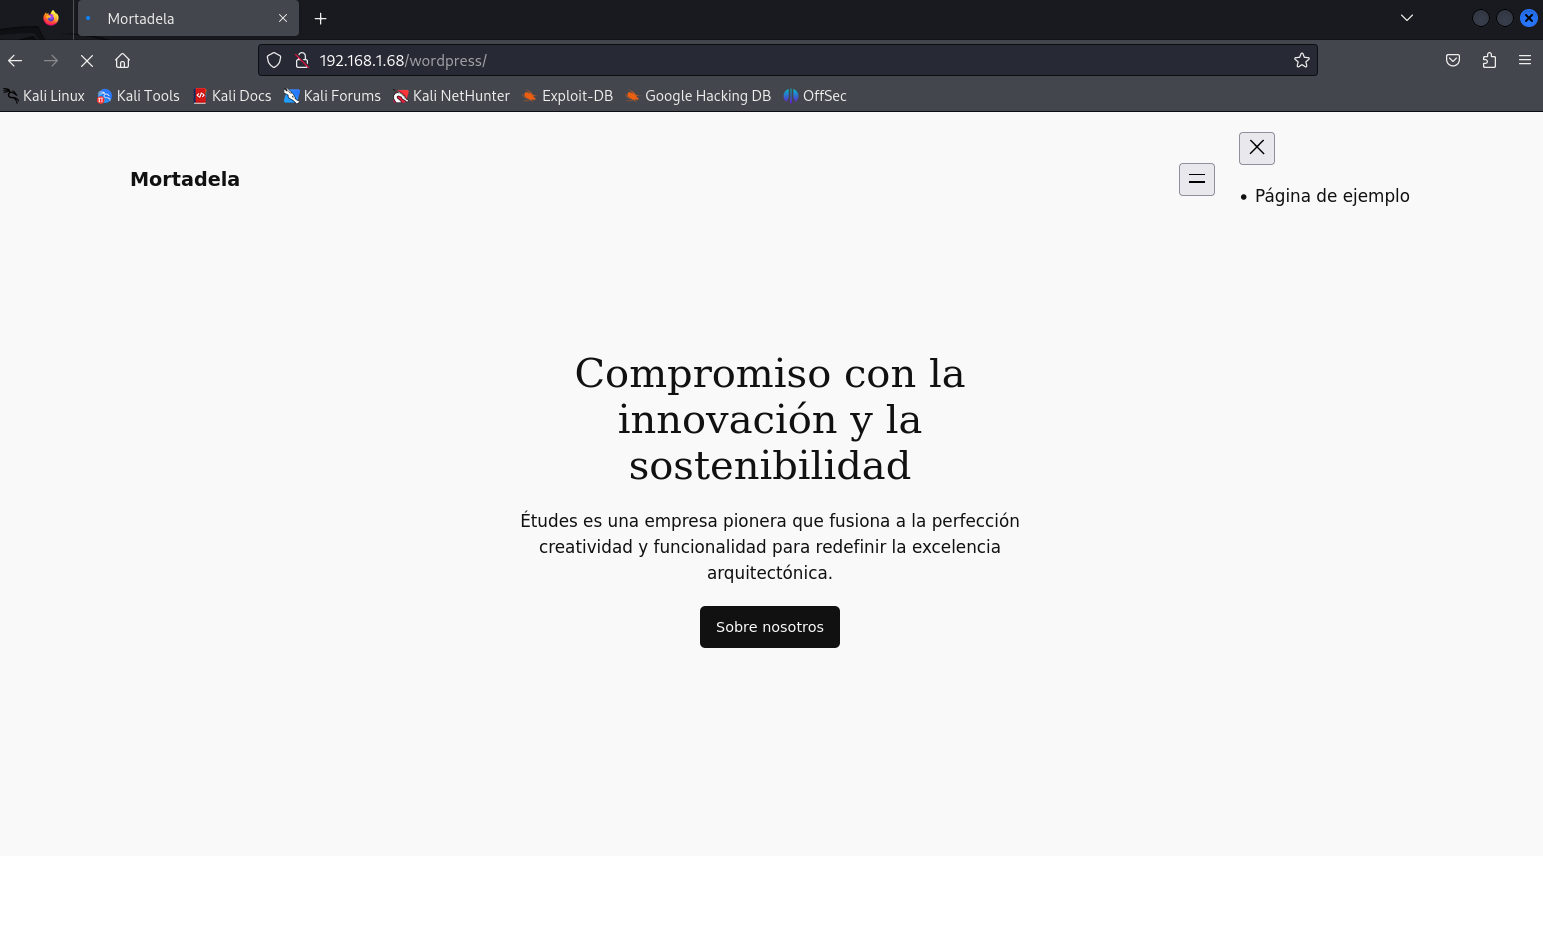 Mortadela
192.168.1.68/wordpress/
Kali Linux Kali Tools Kali Docs Kali Forums Kali NetHunter Exploit-DB Google Hacking DB OffSec
Mortadela
• Página de ejemplo
Compromiso con la
innovación y la
sostenibilidad
Études es una empresa pionera que fusiona a la perfección
creatividad y funcionalidad para redefinir la excelencia
arquitectónica.
Sobre nosotros